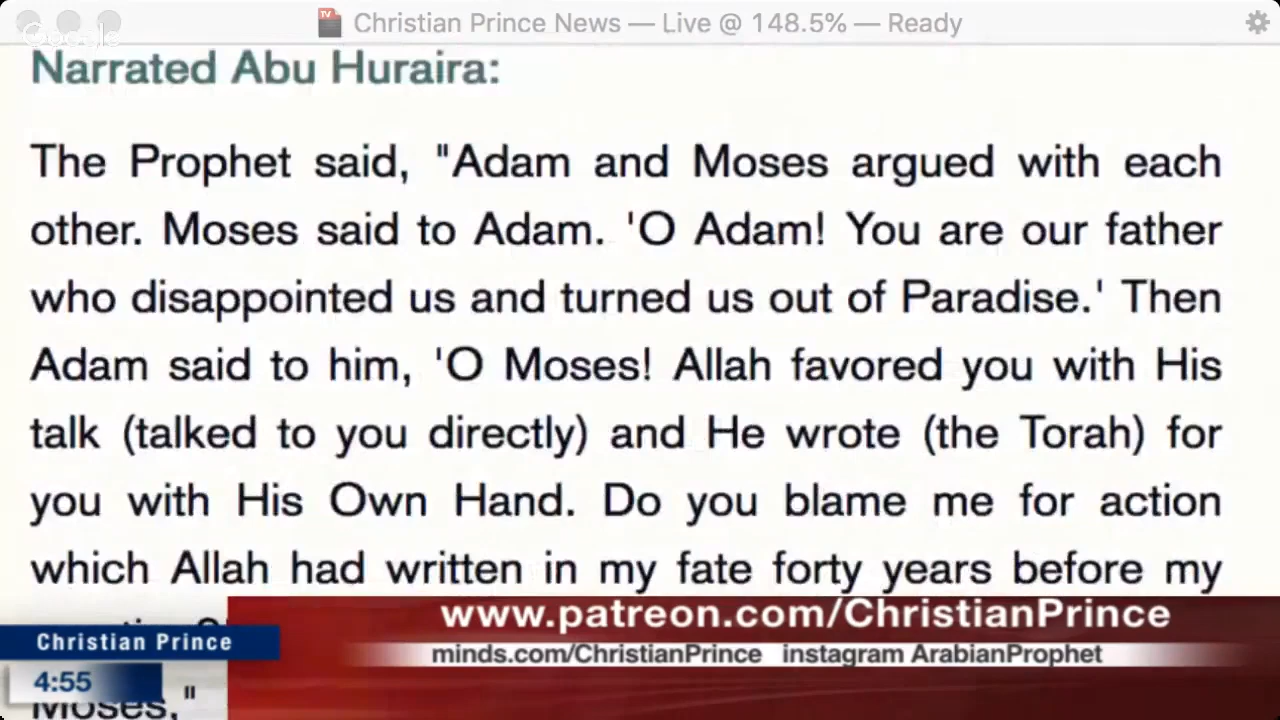 Christian Prince News — Live @ 148.5% — Ready
Google
Narrated Abu Huraira:
The Prophet said, "Adam and Moses argued with each
other. Moses said to Adam. 'O Adam! You are our father
who disappointed us and turned us out of Paradise.' Then
Adam said to him, 'O Moses! Allah favored you with His
talk (talked to you directly) and He wrote (the Torah) for
you with His Own Hand. Do you blame me for action
which Allah had written in my fate forty years before my
www.patreon.com/ChristianPrince
Christian Prince
minds.com/ChristianPrince instagram ArabianProphet
4:55
Moses,"